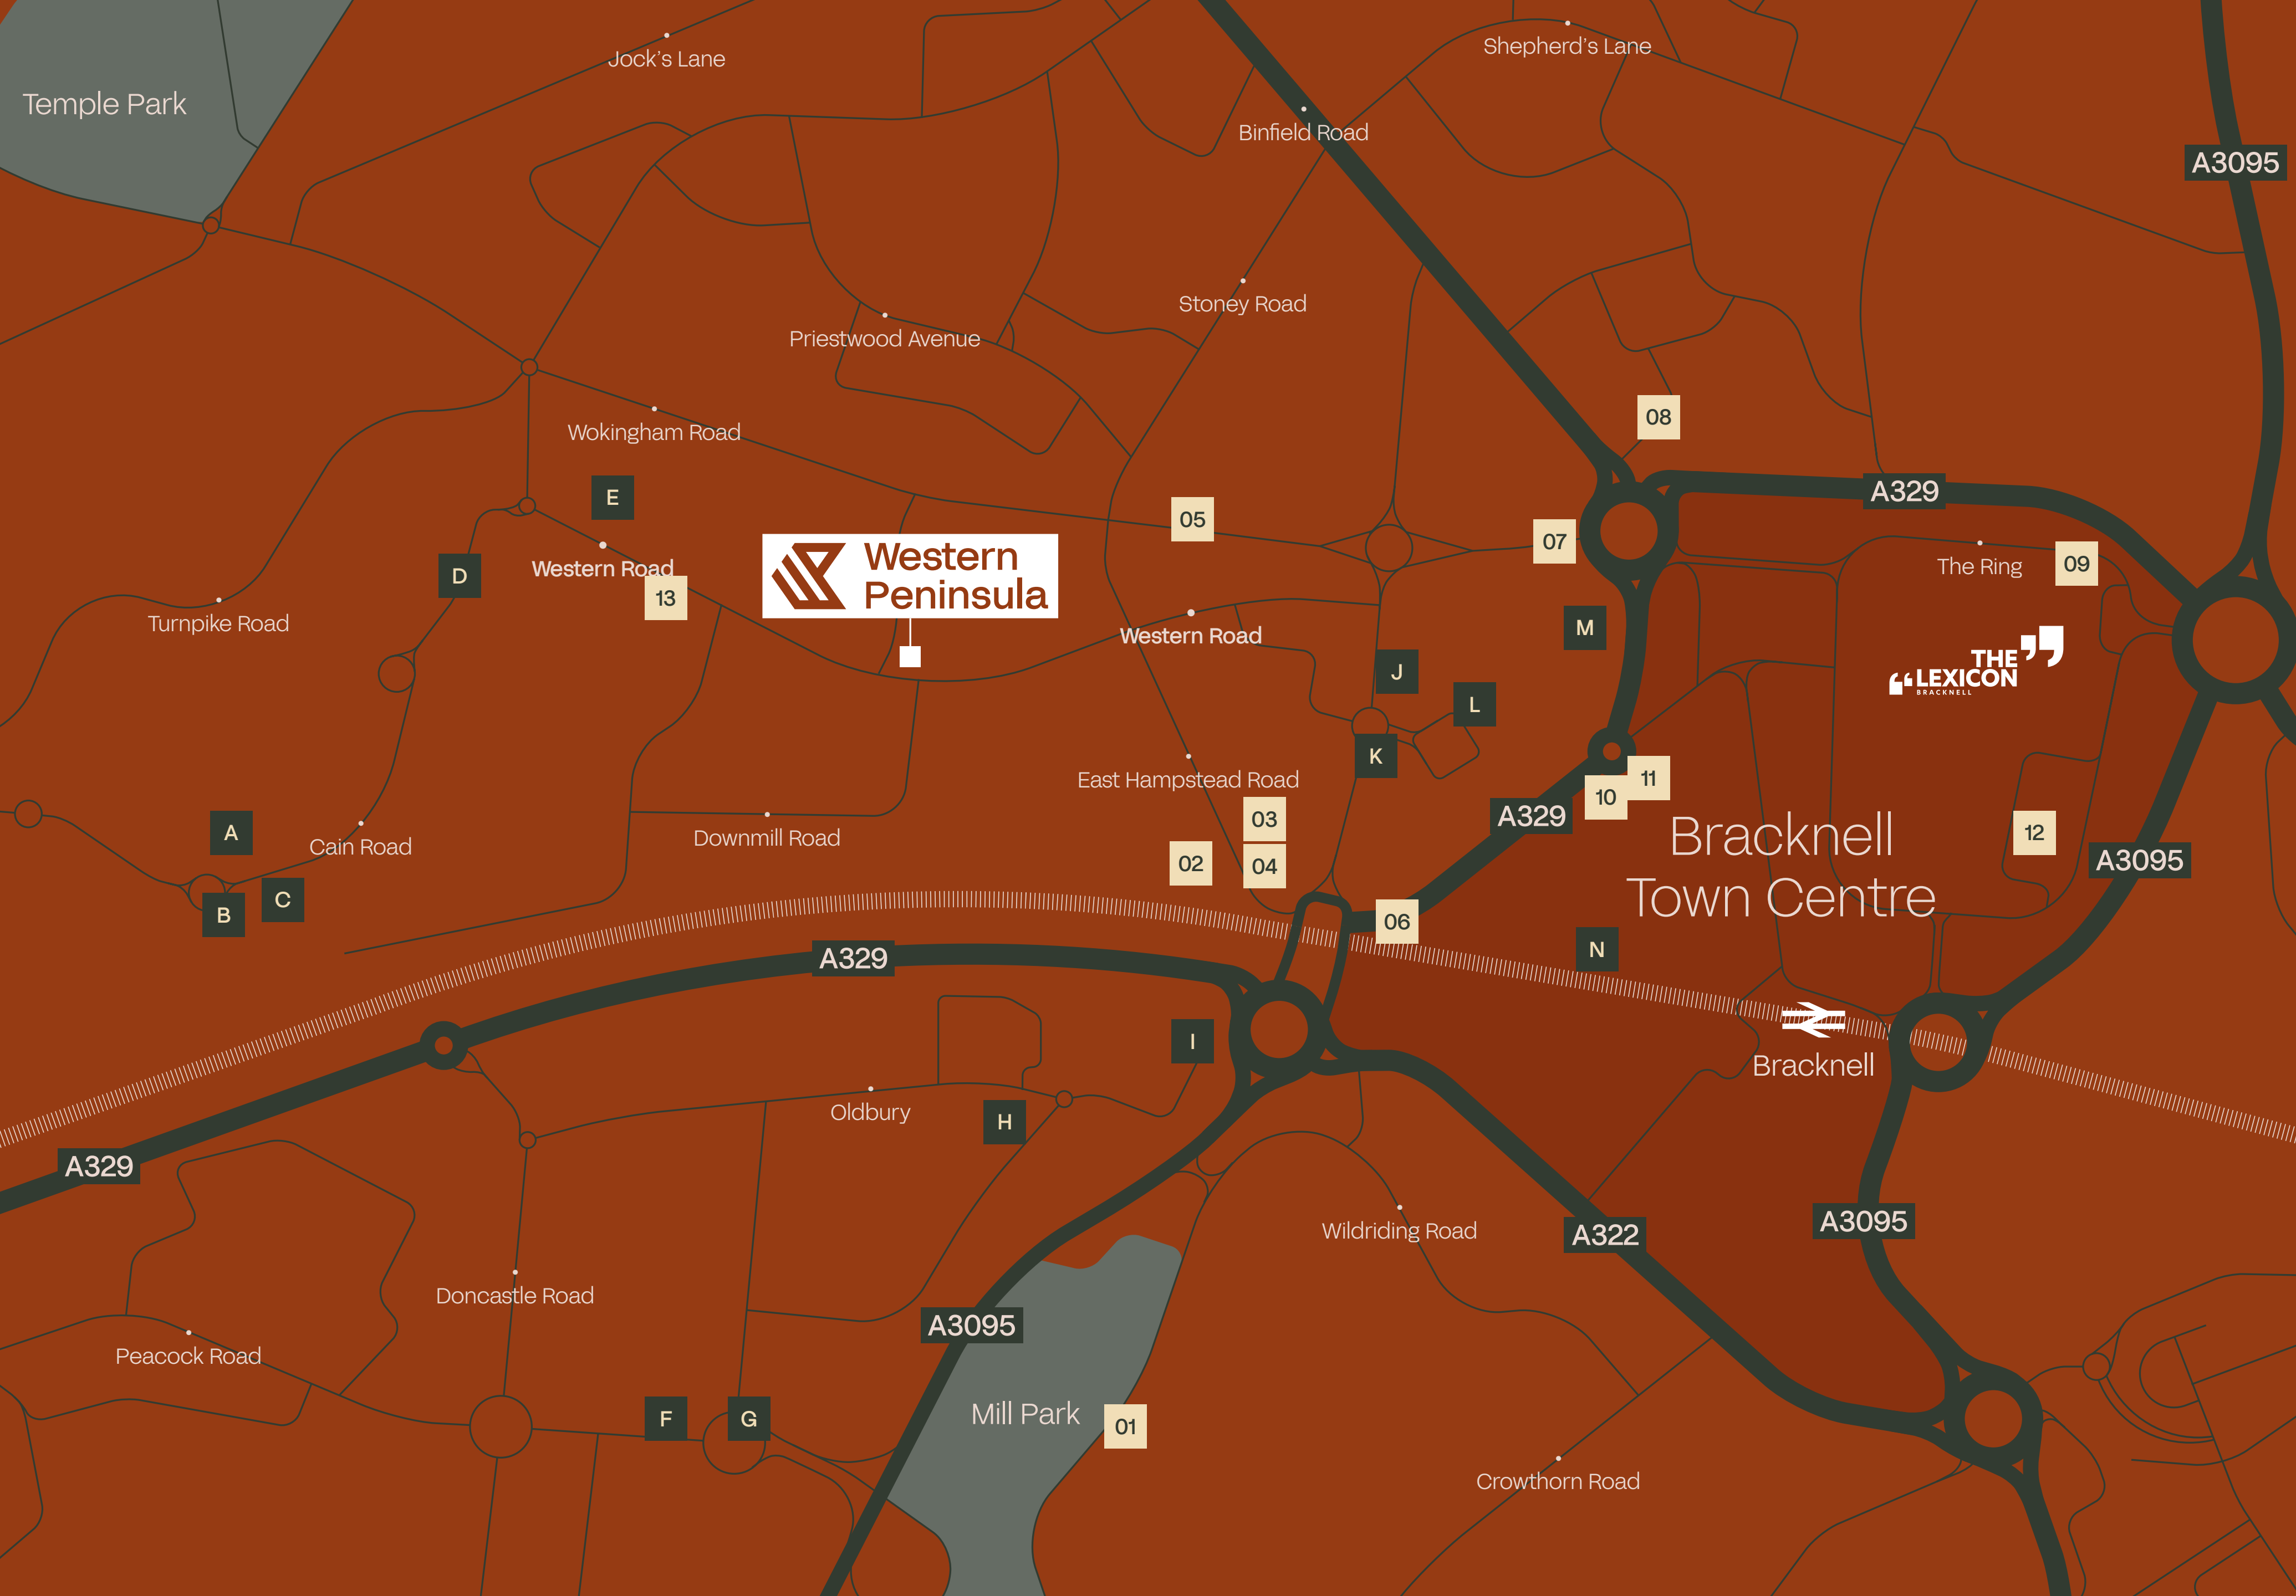 Jock's Lane
Shepherd's Lane
Temple Park
Binfield Road
A3095
Stoney Road
Priestwood Avenue
Wokingham Road
08
E
A329
05
07
Western
Peninsula
The Ring
09
Western Road
D
13
Turnpike Road
M
Western Road
THE
LEXICON
BRACKNELL
J
L
K
East Hampstead Road
11
10
A329
03
Bracknell
Town Centre
12
A
Cain Road
Downmill Road
02
04
A3095
C
B
06
N
A329
I
Bracknell
Oldbury
H
A329
Wildriding Road
A322
A3095
Doncastle Road
A3095
Peacock Road
Mill Park
F
G
01
Crowthorn Road